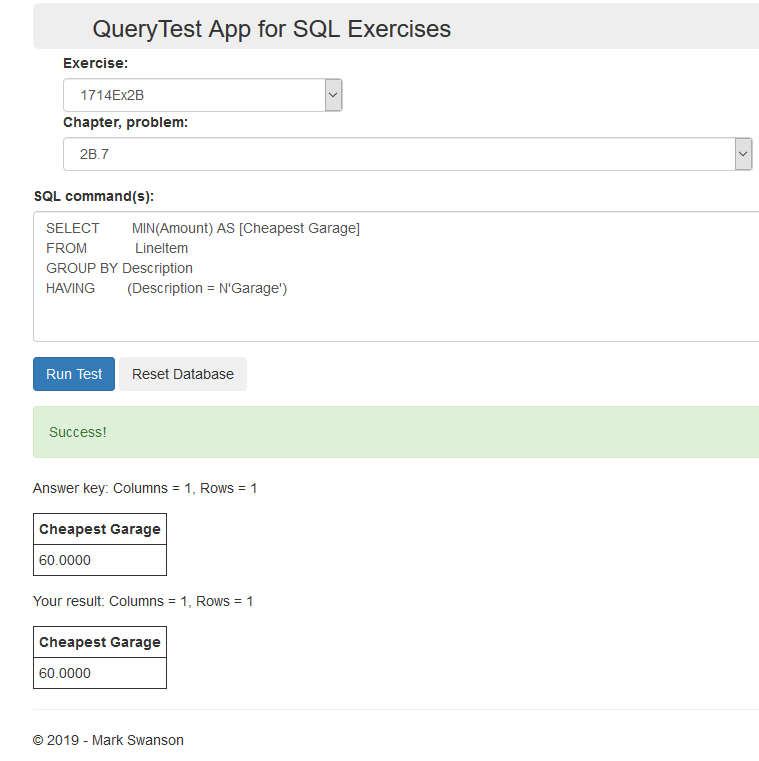 QueryTest App for SQL Exercises
Exercise:
1714Ex2B
Chapter, problem:
2B.7
SQL command(s):
SELECT MIN(Amount) AS [Cheapest Garage]
FROM LineItem
GROUP BY Description
HAVING (Description = N'Garage')
Run Test Reset Database
Success!
Answer key: Columns = 1, Rows = 1
Cheapest Garage
60.0000
Your result: Columns = 1, Rows = 1
Cheapest Garage
60.0000
© 2019 - Mark Swanson